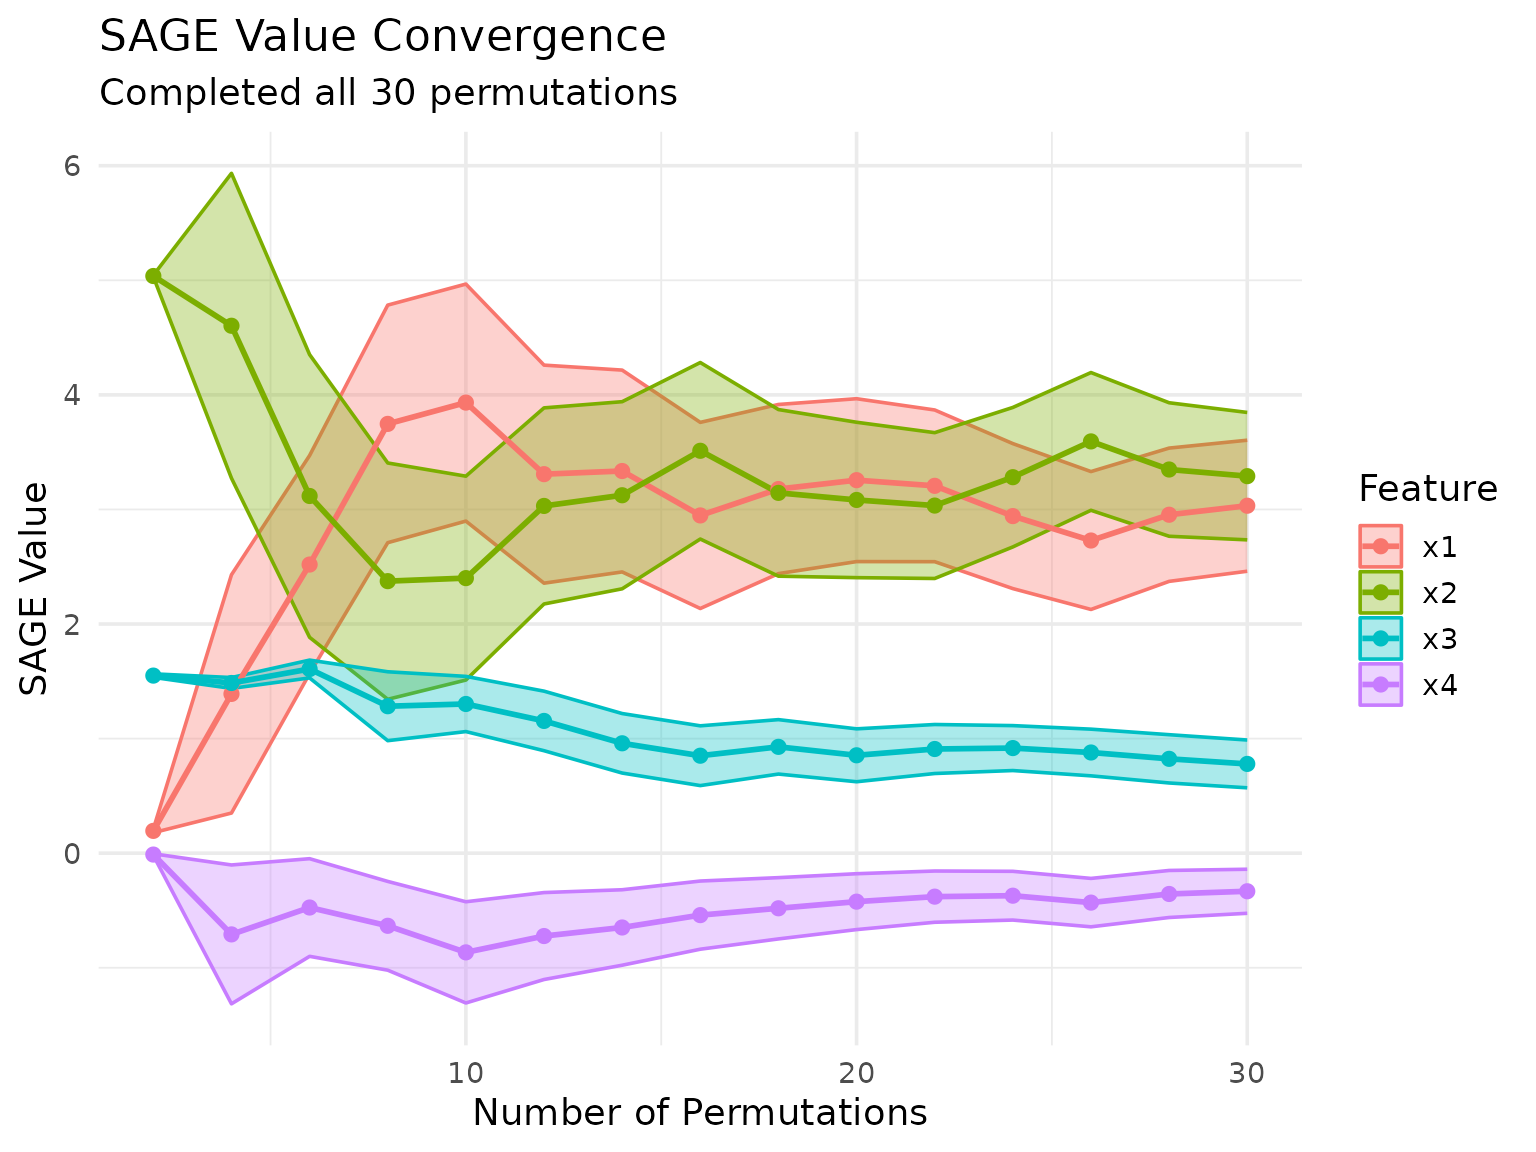 SAGE Value Convergence
Completed all 30 permutations
SAGE Value
6
4
2
0
10 20 30
Number of Permutations
Feature
x1
x2
x3
x4